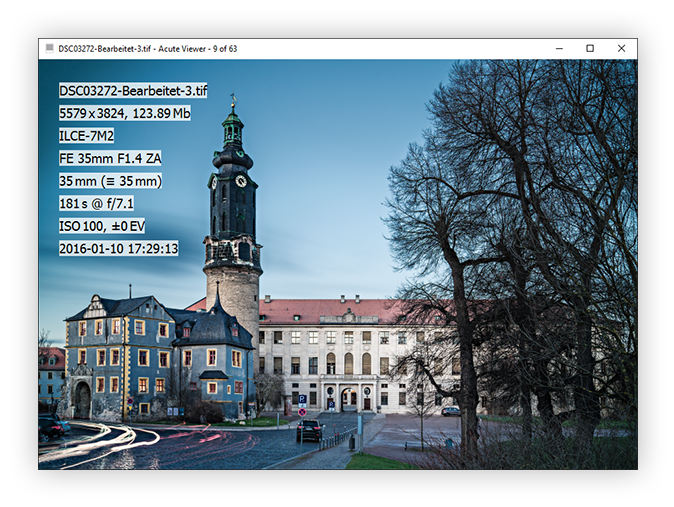 DSC03272-Bearbeitet-3.tif - Acute Viewer - 9 of 63
DSC03272-Bearbeitet-3.tif
5579 x 3824, 123.89 Mb
ILCE-7M2
FE 35mm F1.4 ZA
35 mm (≡ 35 mm)
181 s @ f/7.1
ISO 100, ±0 EV
2016-01-10 17:29:13
P